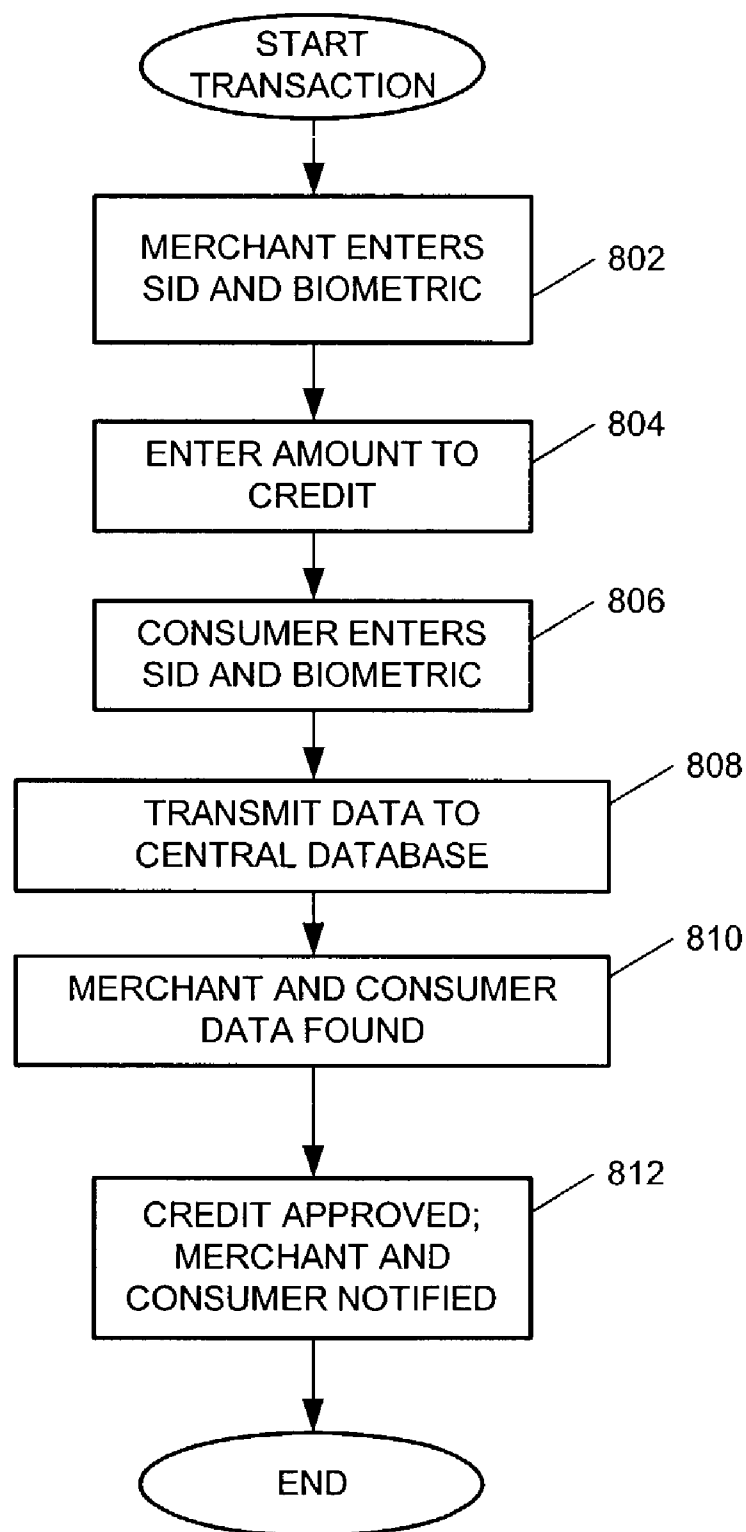 START
TRANSACTION
MERCHANT ENTERS
SID AND BIOMETRIC
802
ENTER AMOUNT TO
CREDIT
804
CONSUMER ENTERS
SID AND BIOMETRIC
806
TRANSMIT DATA TO
CENTRAL DATABASE
808
MERCHANT AND CONSUMER
DATA FOUND
810
CREDIT APPROVED;
MERCHANT AND
CONSUMER NOTIFIED
812
END